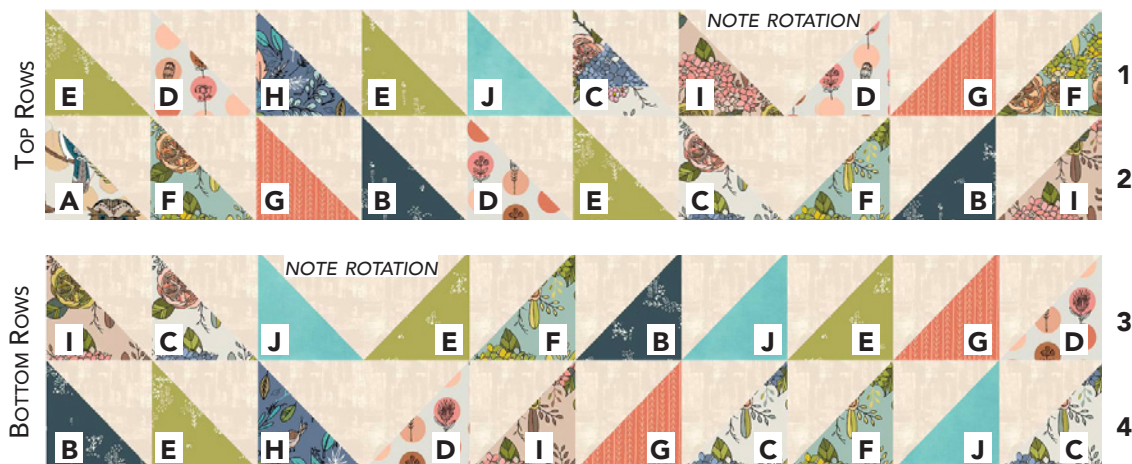 TOP ROWS
NOTE ROTATION
E D H E J C I D G F 1
A F G B D E C F B I 2
BOTTOM ROWS
NOTE ROTATION
I C J E F B J E G D 3
B E H D I G C F J C 4